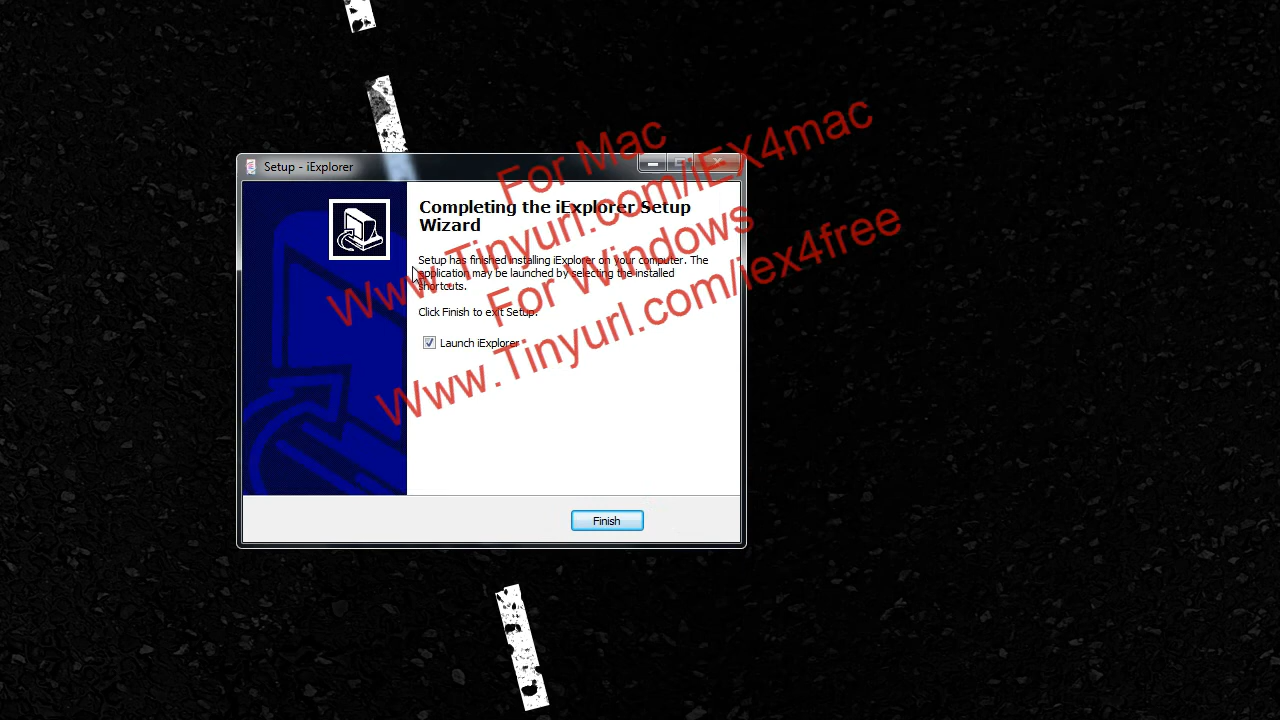 Setup - iExplorer
For Mac
Www.Tinyurl.com/iEX4mac
For Windows
Www.Tinyurl.com/iex4free
Completing the iExplorer Setup
Wizard
Setup has finished installing iExplorer on your computer. The
application may be launched by selecting the installed
shortcuts.
Click Finish to exit Setup.
Launch iExplorer
Finish